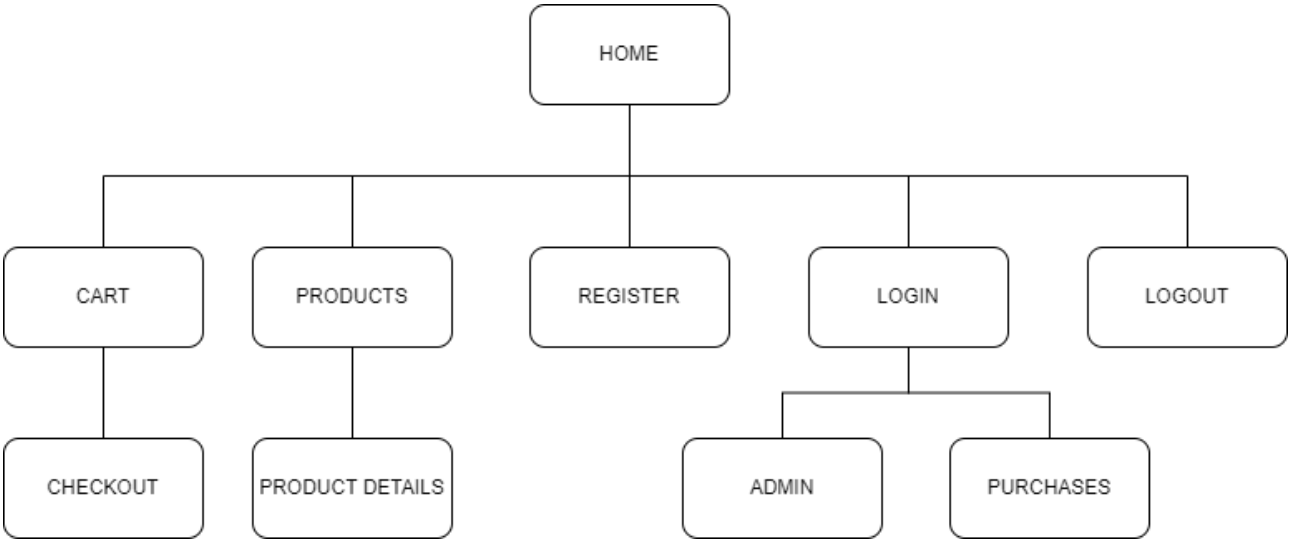 HOME
CART
PRODUCTS
REGISTER
LOGIN
LOGOUT
CHECKOUT
PRODUCT DETAILS
ADMIN
PURCHASES